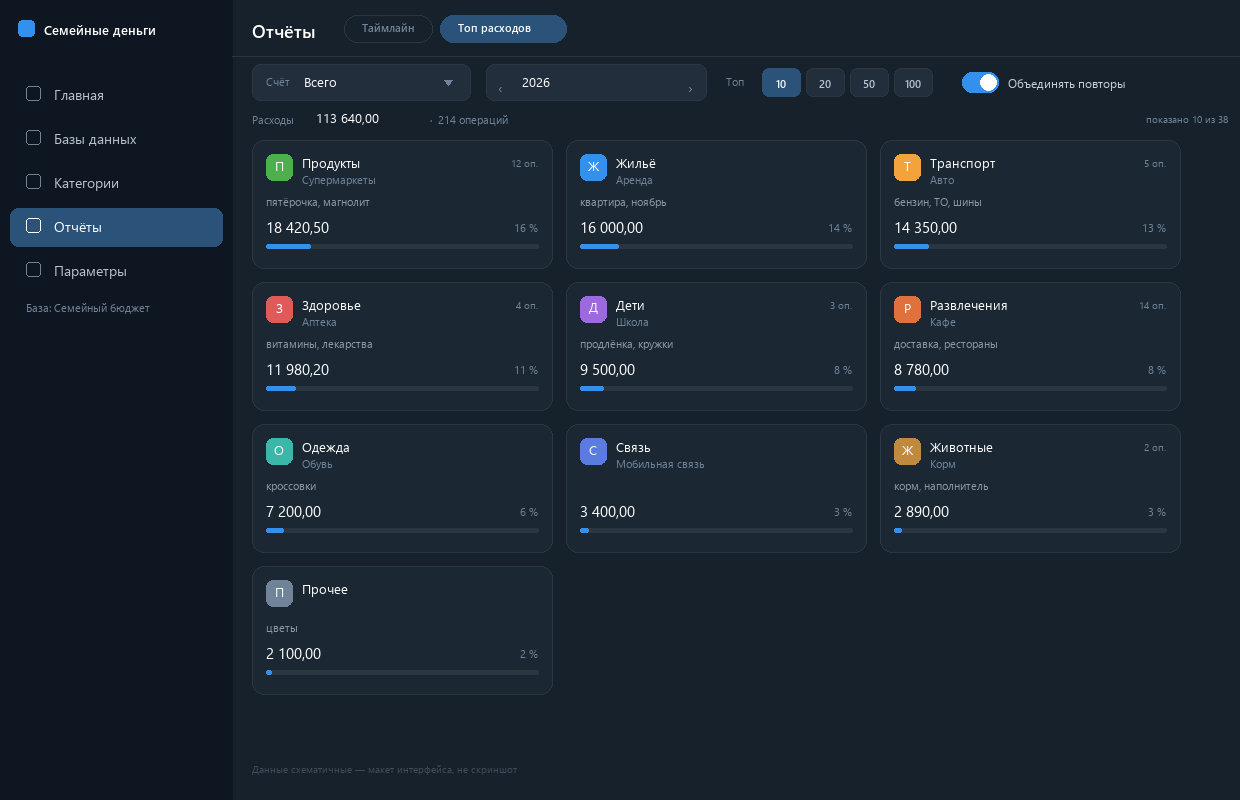 Семейные деньги
Главная
Базы данных
Категории
Отчёты
Параметры
База: Семейный бюджет
Отчёты
Таймлайн
Топ расходов
Счёт Всего
‹ 2026 ›
Топ 10 20 50 100
Объединять повторы
Расходы 113 640,00 · 214 операций
показано 10 из 38
П Продукты 12 оп.
Супермаркеты
пятёрочка, магнолит
18 420,50 16 %
Ж Жильё
Аренда
квартира, ноябрь
16 000,00 14 %
Т Транспорт 5 оп.
Авто
бензин, ТО, шины
14 350,00 13 %
З Здоровье 4 оп.
Аптека
витамины, лекарства
11 980,20 11 %
Д Дети 3 оп.
Школа
продлёнка, кружки
9 500,00 8 %
Р Развлечения 14 оп.
Кафе
доставка, рестораны
8 780,00 8 %
О Одежда
Обувь
кроссовки
7 200,00 6 %
С Связь
Мобильная связь
3 400,00 3 %
Ж Животные 2 оп.
Корм
корм, наполнитель
2 890,00 3 %
П Прочее
цветы
2 100,00 2 %
Данные схематичные — макет интерфейса, не скриншот